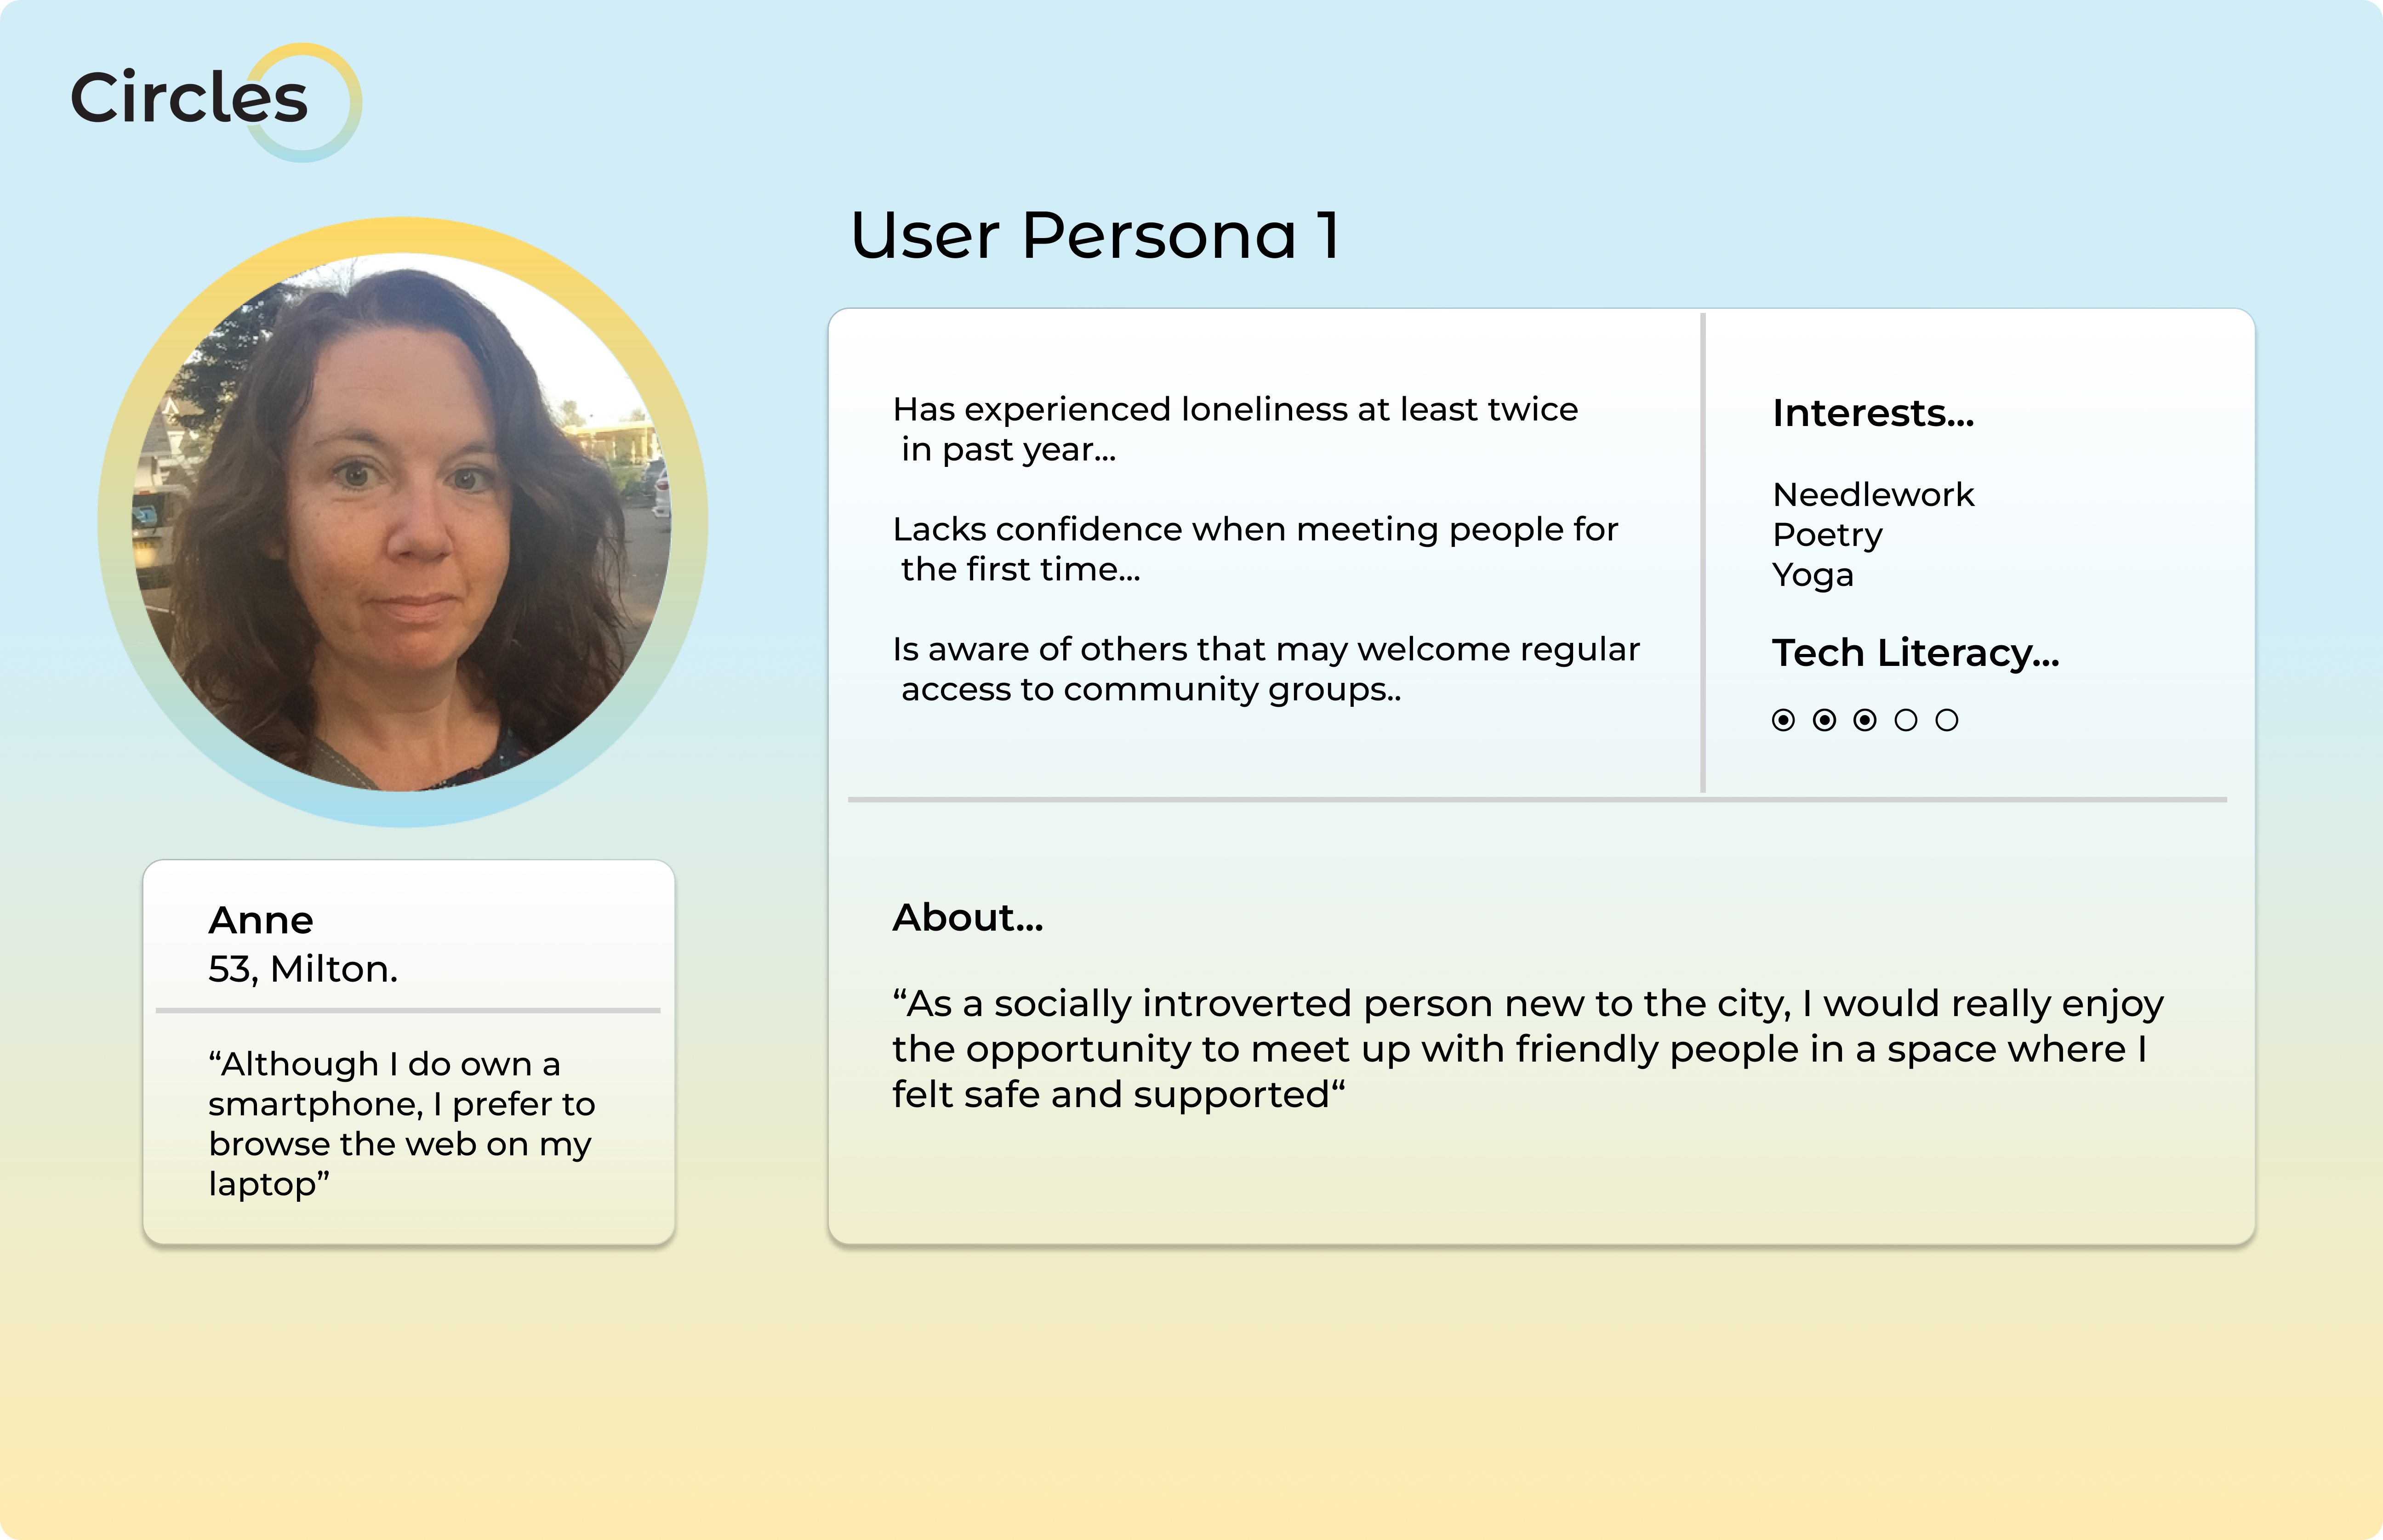 Circles
User Persona 1
Has experienced loneliness at least twice
in past year...
Lacks confidence when meeting people for
the first time...
Is aware of others that may welcome regular
access to community groups..
Interests...
Needlework
Poetry
Yoga
Tech Literacy...
Anne
53, Milton.
“Although I do own a
smartphone, I prefer to
browse the web on my
laptop”
About...
“As a socially introverted person new to the city, I would really enjoy
the opportunity to meet up with friendly people in a space where I
felt safe and supported“